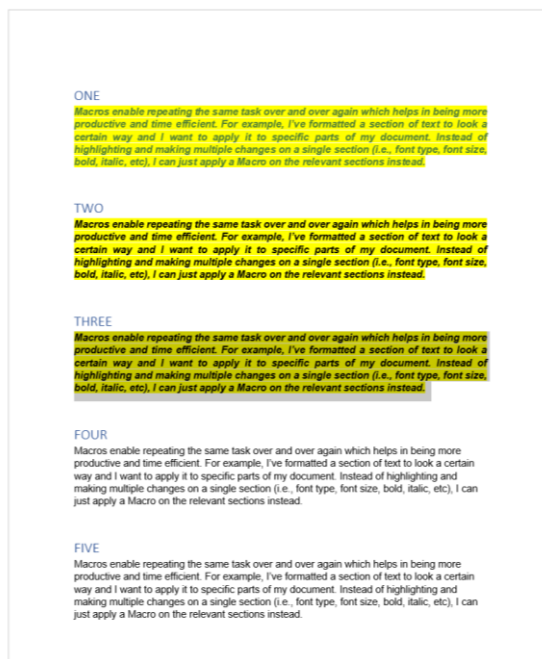 ONE
Macros enable repeating the same task over and over again which helps in being more
productive and time efficient. For example, I've formatted a section of text to look a
certain way and I want to apply it to specific parts of my document. Instead of
highlighting and making multiple changes on a single section (i.e., font type, font size,
bold, italic, etc), I can just apply a Macro on the relevant sections instead.
TWO
Macros enable repeating the same task over and over again which helps in being more
productive and time efficient. For example, I've formatted a section of text to look a
certain way and I want to apply it to specific parts of my document. Instead of
highlighting and making multiple changes on a single section (i.e., font type, font size,
bold, italic, etc), I can just apply a Macro on the relevant sections instead.
THREE
Macros enable repeating the same task over and over again which helps in being more
productive and time efficient. For example, I've formatted a section of text to look a
certain way and I want to apply it to specific parts of my document. Instead of
highlighting and making multiple changes on a single section (i.e., font type, font size,
bold, italic, etc), I can just apply a Macro on the relevant sections instead.
FOUR
Macros enable repeating the same task over and over again which helps in being more
productive and time efficient. For example, I've formatted a section of text to look a certain
way and I want to apply it to specific parts of my document. Instead of highlighting and
making multiple changes on a single section (i.e., font type, font size, bold, italic, etc), I can
just apply a Macro on the relevant sections instead.
FIVE
Macros enable repeating the same task over and over again which helps in being more
productive and time efficient. For example, I've formatted a section of text to look a certain
way and I want to apply it to specific parts of my document. Instead of highlighting and
making multiple changes on a single section (i.e., font type, font size, bold, italic, etc), I can
just apply a Macro on the relevant sections instead.